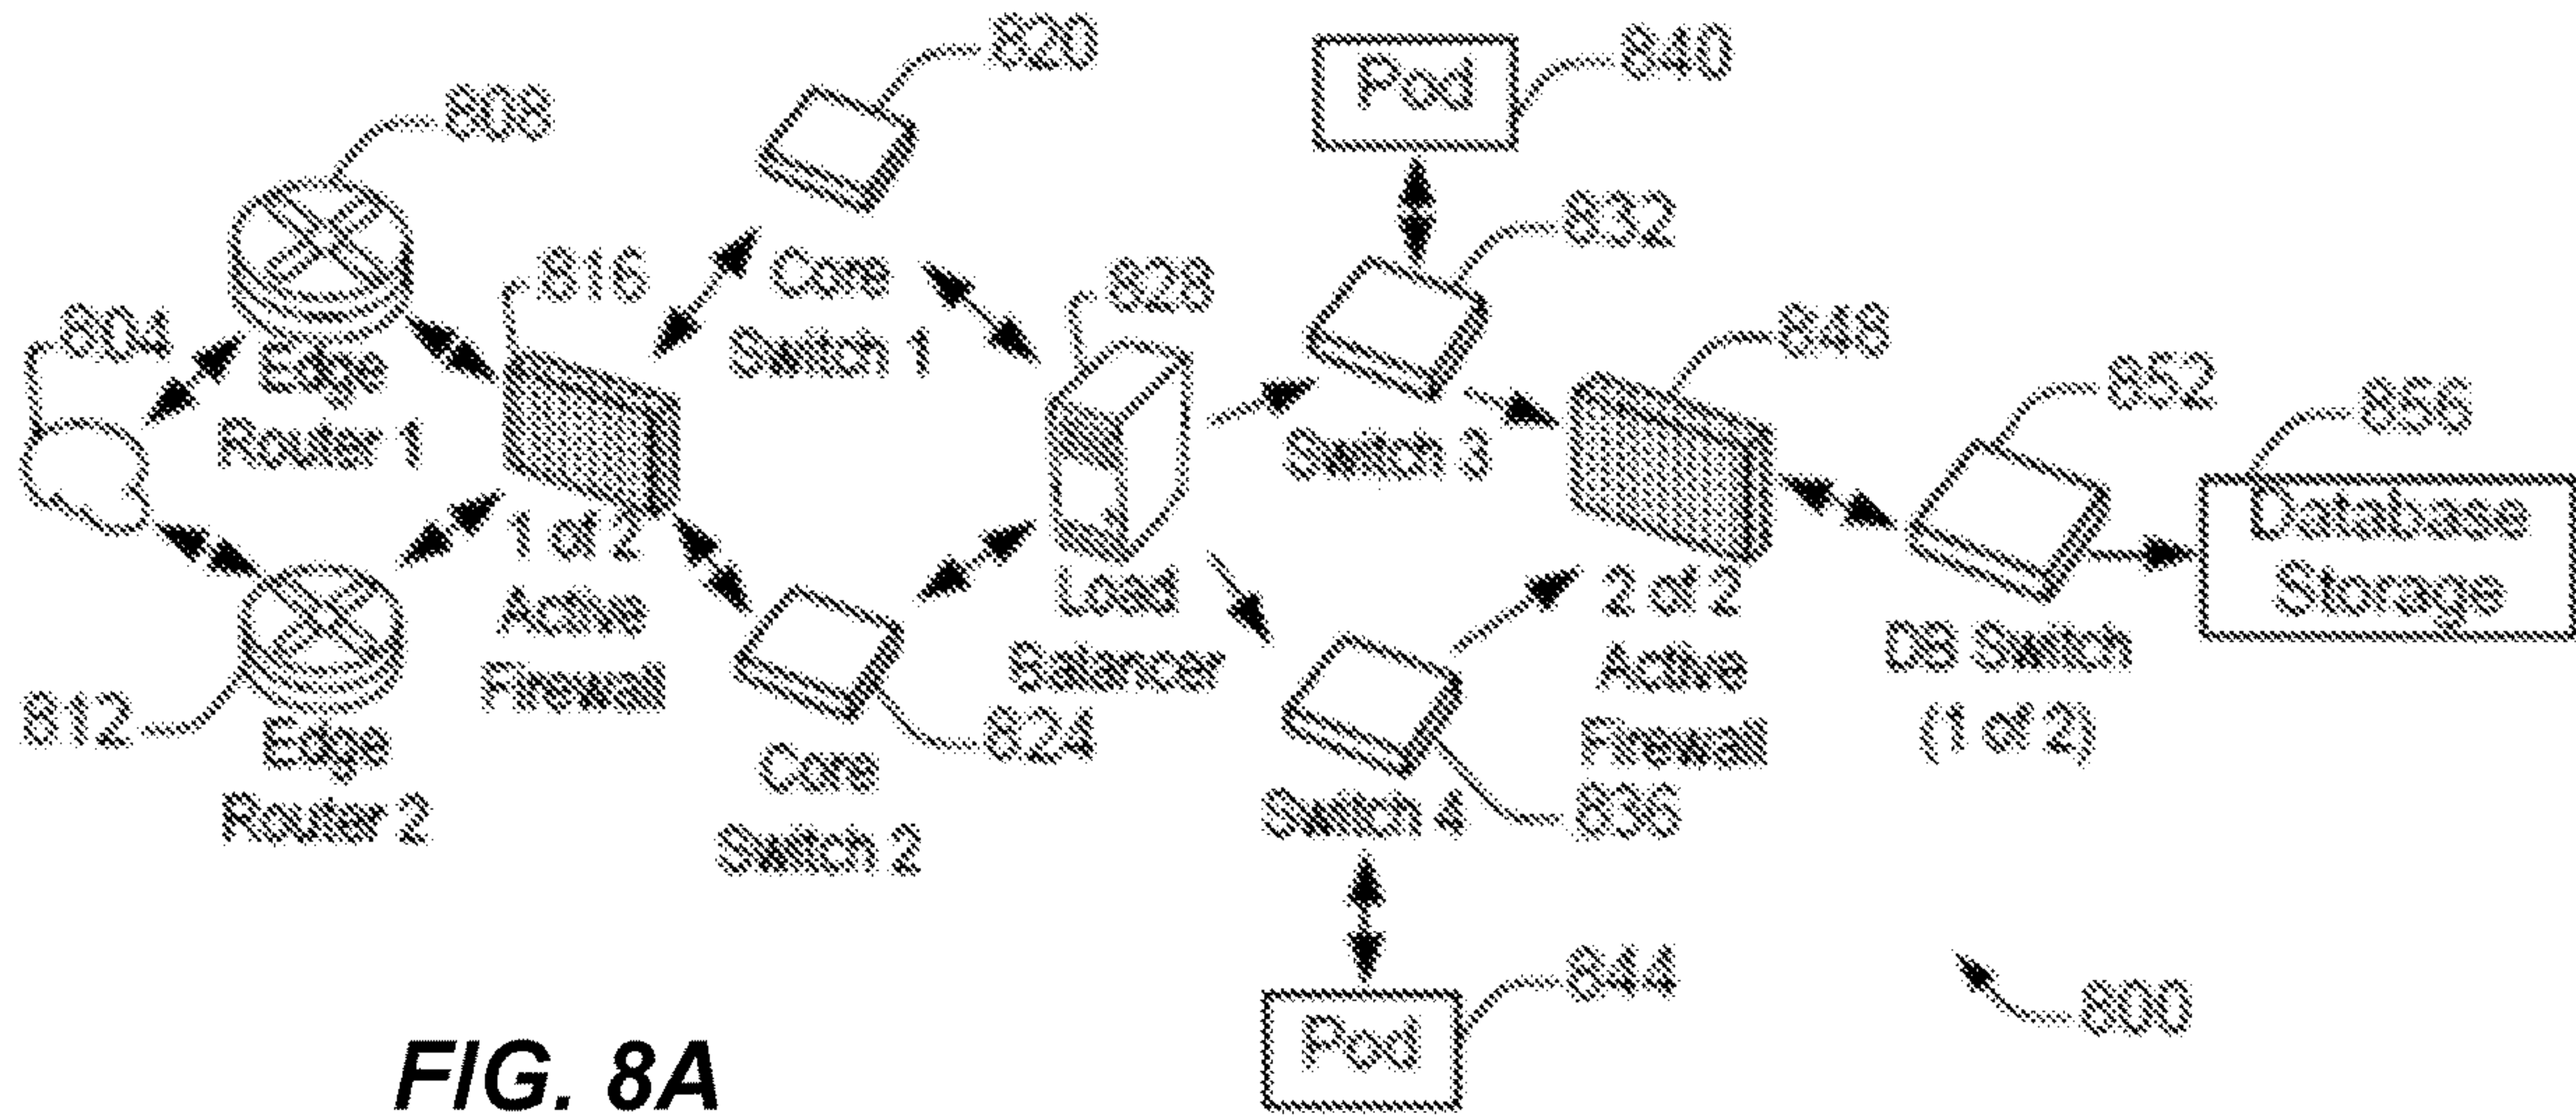 820
840
Pod
808
832
816
Core
Switch 1
828
804
848
Edge
Router 1
Switch 3
852
856
Database
Storage
1 of 2
Active
Firewall
Load
Balancer
2 of 2
Active
Firewall
DB Switch
(1 of 2)
812
Edge
Router 2
824
Core
Switch 2
Switch 4
836
844
Pod
800
FIG. 8A